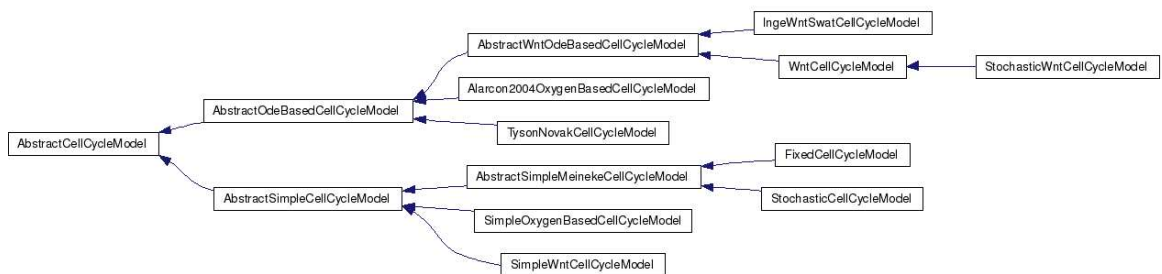 IngeWntSwatCellCycleModel
AbstractWntOdeBasedCellCycleModel
WntCellCycleModel
StochasticWntCellCycleModel
Alarcon2004OxygenBasedCellCycleModel
AbstractOdeBasedCellCycleModel
TysonNovakCellCycleModel
AbstractCellCycleModel
FixedCellCycleModel
AbstractSimpleMeinekeCellCycleModel
AbstractSimpleCellCycleModel
StochasticCellCycleModel
SimpleOxygenBasedCellCycleModel
SimpleWntCellCycleModel